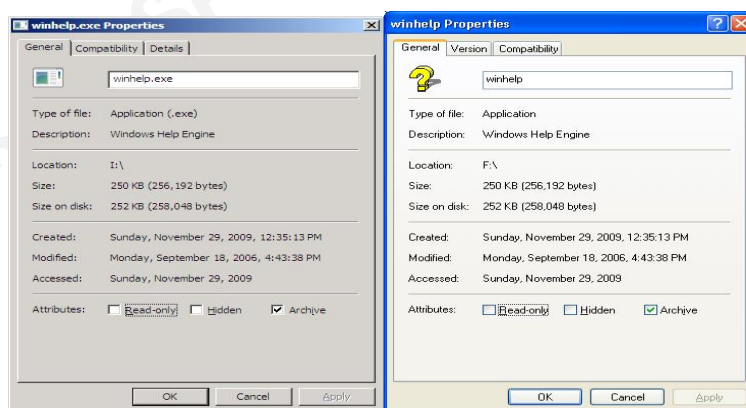 winhelp.exe Properties
General Compatibility Details
winhelp.exe
Type of file: Application (.exe)
Description: Windows Help Engine
Location: I:\
Size: 250 KB (256,192 bytes)
Size on disk: 252 KB (258,048 bytes)
Created: Sunday, November 29, 2009, 12:35:13 PM
Modified: Monday, September 18, 2006, 4:43:38 PM
Accessed: Sunday, November 29, 2009
Attributes: Read-only Hidden Archive
OK Cancel Apply
winhelp Properties
General Version Compatibility
winhelp
Type of file: Application
Description: Windows Help Engine
Location: F:\
Size: 250 KB (256,192 bytes)
Size on disk: 252 KB (258,048 bytes)
Created: Sunday, November 29, 2009, 12:35:13 PM
Modified: Monday, September 18, 2006, 4:43:38 PM
Accessed: Sunday, November 29, 2009
Attributes: Read-only Hidden Archive
OK Cancel Apply